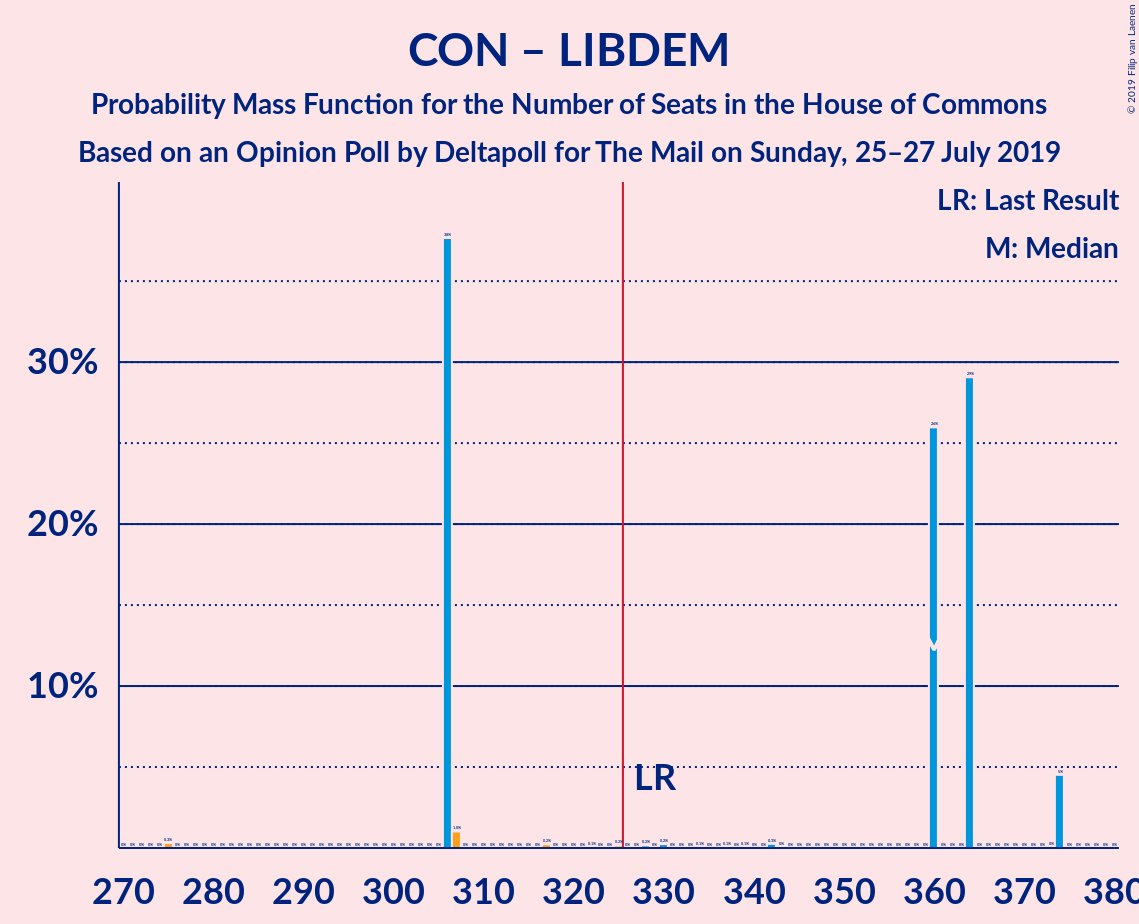 © 2019 Filip van Laenen
CON – LIBDEM
Probability Mass Function for the Number of Seats in the House of Commons
Based on an Opinion Poll by Deltapoll for The Mail on Sunday, 25–27 July 2019
LR: Last Result
M: Median
30%
20%
10%
LR
270 280 290 300 310 320 330 340 350 360 370 380